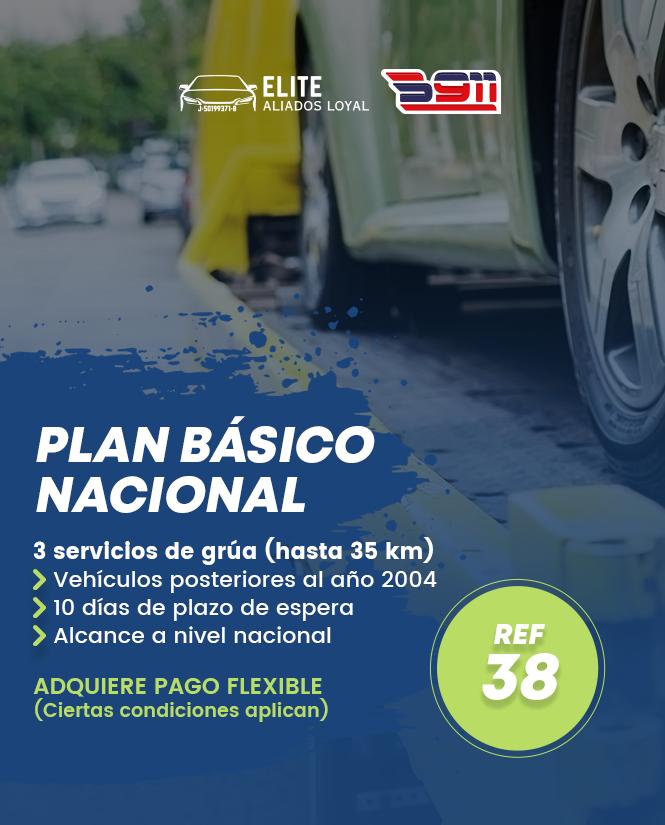 ELITE
ALIADOS LOYAL
J-50199371-8
911
PLAN BÁSICO
NACIONAL
3 servicios de grúa (hasta 35 km)
Vehículos posteriores al año 2004
10 días de plazo de espera
Alcance a nivel nacional
ADQUIERE PAGO FLEXIBLE
(Ciertas condiciones aplican)
REF
38